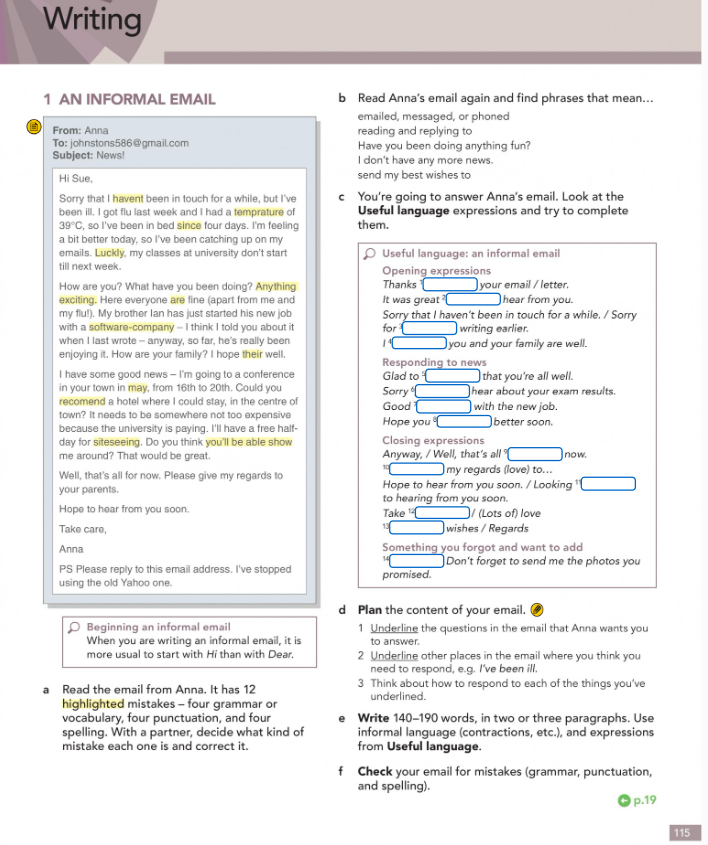 Writing
1 AN INFORMAL EMAIL
From: Anna
To: johnstons586@gmail.com
Subject: News!
Hi Sue,
Sorry that I havent been in touch for a while, but I've
been ill. I got flu last week and I had a temprature of
39°C, so I've been in bed since four days. I'm feeling
a bit better today, so I've been catching up on my
emails. Luckly, my classes at university don't start
till next week.
How are you? What have you been doing? Anything
exciting. Here everyone are fine (apart from me and
my flu!). My brother Ian has just started his new job
with a software-company – I think I told you about it
when I last wrote – anyway, so far, he's really been
enjoying it. How are your family? I hope their well.
I have some good news – I'm going to a conference
in your town in may, from 16th to 20th. Could you
recomend a hotel where I could stay, in the centre of
town? It needs to be somewhere not too expensive
because the university is paying. I'll have a free half-
day for siteseeing. Do you think you'll be able show
me around? That would be great.
Well, that's all for now. Please give my regards to
your parents.
Hope to hear from you soon.
Take care,
Anna
PS Please reply to this email address. I've stopped
using the old Yahoo one.
Beginning an informal email
When you are writing an informal email, it is
more usual to start with Hi than with Dear.
a Read the email from Anna. It has 12
highlighted mistakes – four grammar or
vocabulary, four punctuation, and four
spelling. With a partner, decide what kind of
mistake each one is and correct it.
b Read Anna's email again and find phrases that mean…
emailed, messaged, or phoned
reading and replying to
Have you been doing anything fun?
I don't have any more news.
send my best wishes to
c You're going to answer Anna's email. Look at the
Useful language expressions and try to complete
them.
Useful language: an informal email
Opening expressions
Thanks 1 your email / letter.
It was great 2 hear from you.
Sorry that I haven't been in touch for a while. / Sorry
for 3 writing earlier.
I 4 you and your family are well.
Responding to news
Glad to 5 that you're all well.
Sorry 6 hear about your exam results.
Good 7 with the new job.
Hope you 8 better soon.
Closing expressions
Anyway, / Well, that's all 9 now.
10 my regards (love) to…
Hope to hear from you soon. / Looking 11
to hearing from you soon.
Take 12 / (Lots of) love
13 wishes / Regards
Something you forgot and want to add
14 Don't forget to send me the photos you
promised.
d Plan the content of your email.
1 Underline the questions in the email that Anna wants you
to answer.
2 Underline other places in the email where you think you
need to respond, e.g. I've been ill.
3 Think about how to respond to each of the things you've
underlined.
e Write 140–190 words, in two or three paragraphs. Use
informal language (contractions, etc.), and expressions
from Useful language.
f Check your email for mistakes (grammar, punctuation,
and spelling).
p.19
115